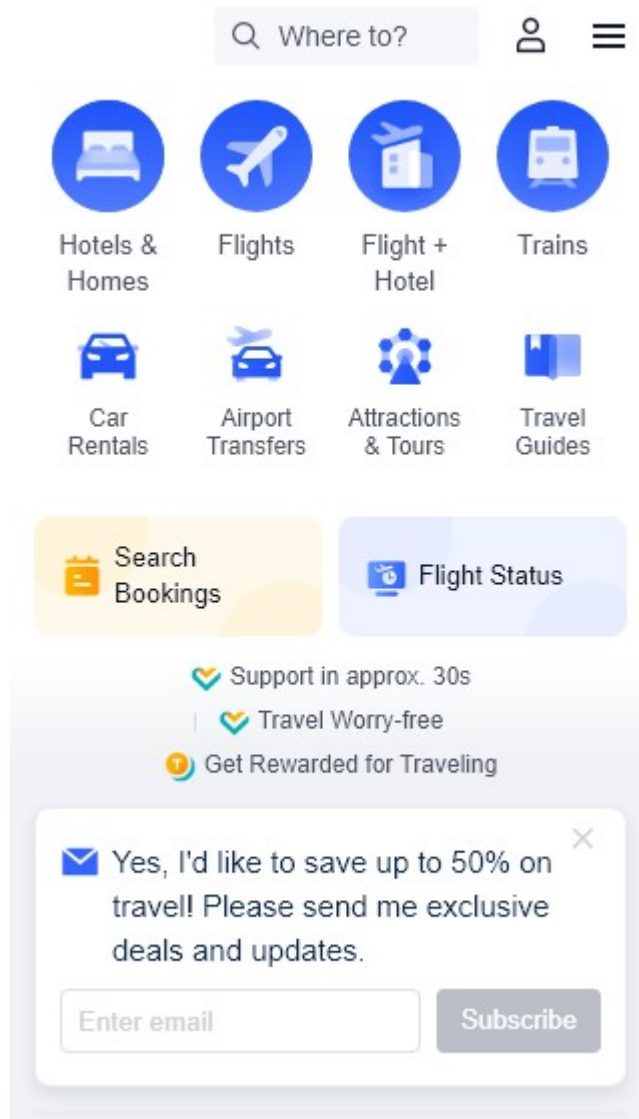 Where to?
Hotels &
Homes
Flights
Flight +
Hotel
Trains
Car
Rentals
Airport
Transfers
Attractions
& Tours
Travel
Guides
Search
Bookings
Flight Status
Support in approx. 30s
Travel Worry-free
T Get Rewarded for Traveling
Yes, I'd like to save up to 50% on
travel! Please send me exclusive
deals and updates.
Enter email
Subscribe